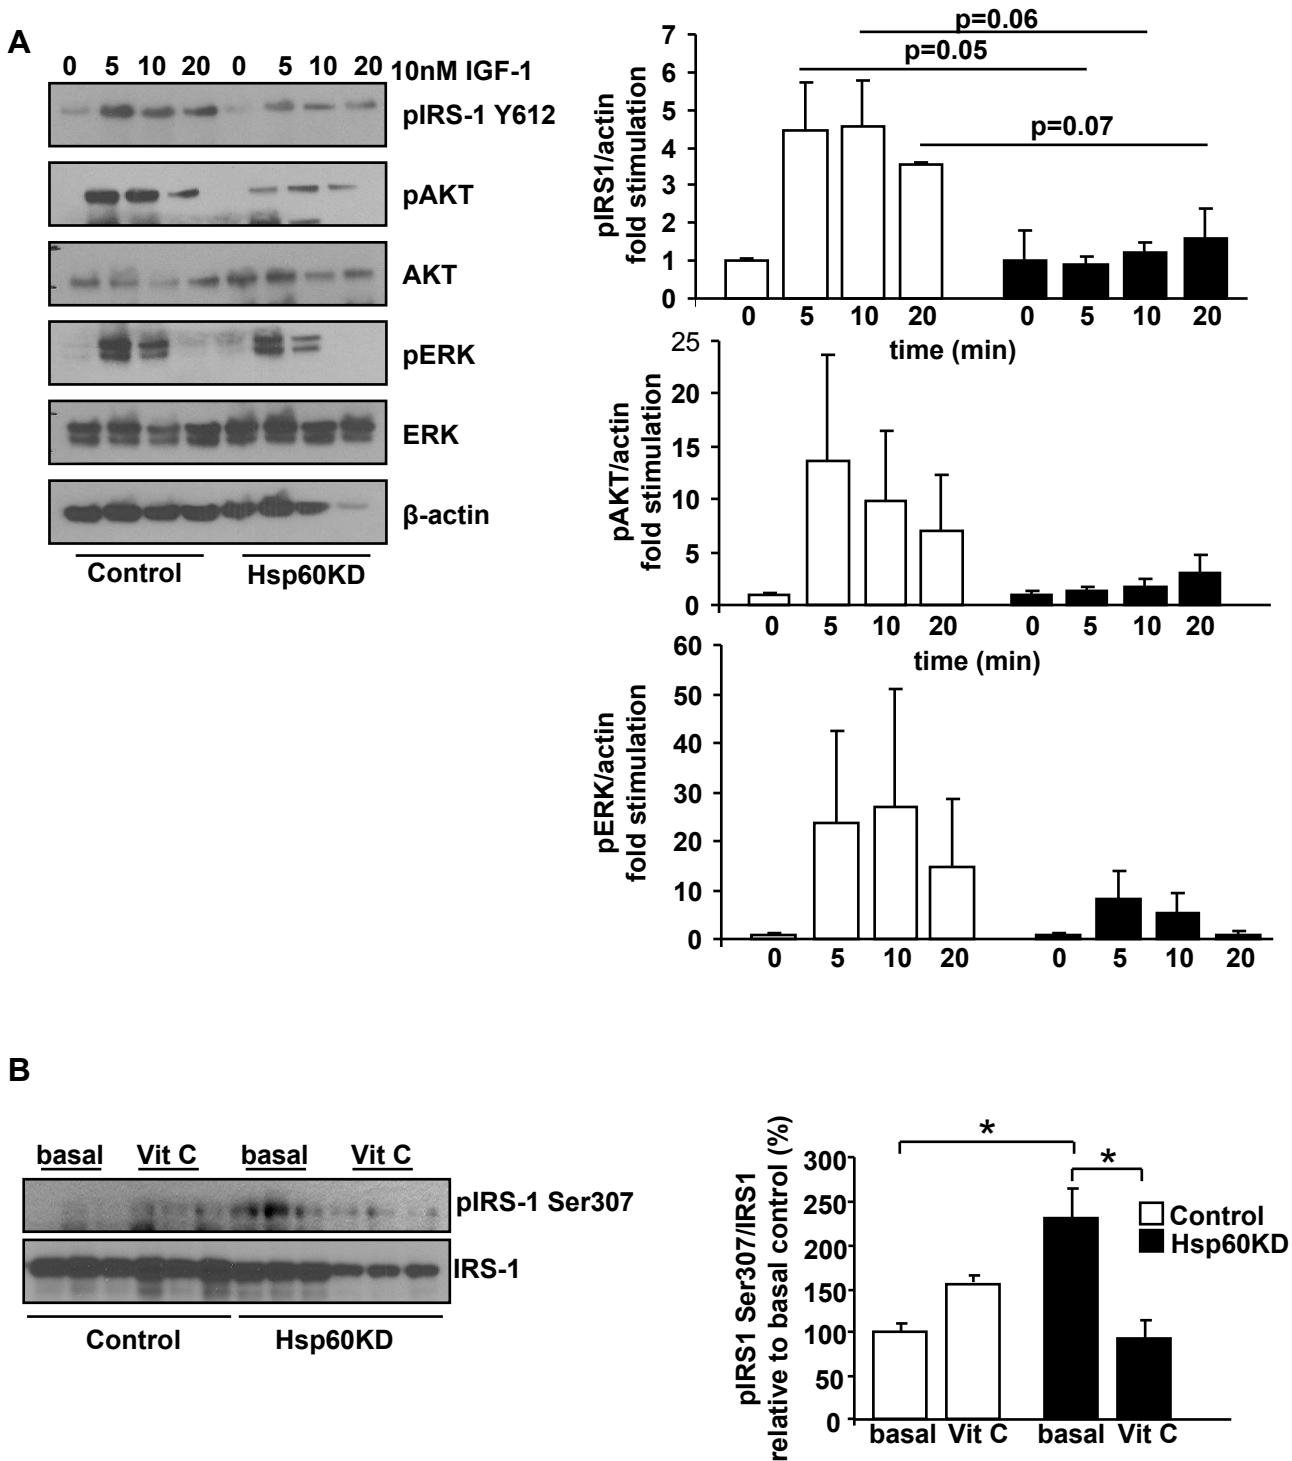 A
0 5 10 20 0 5 10 20 10nM IGF-1
pIRS-1 Y612
pAKT
AKT
pERK
ERK
β-actin
Control Hsp60KD
pIRS1/actin
fold stimulation
7
6
5
4
3
2
1
0
p=0.06
p=0.05
p=0.07
0 5 10 20 0 5 10 20
time (min)
pAKT/actin
fold stimulation
25
20
15
10
5
0
0 5 10 20 0 5 10 20
time (min)
pERK/actin
fold stimulation
60
50
40
30
20
10
0
0 5 10 20 0 5 10 20
B
basal Vit C basal Vit C
pIRS-1 Ser307
IRS-1
Control Hsp60KD
pIRS1 Ser307/IRS1
relative to basal control (%)
300
250
200
150
100
50
0
* *
Control
Hsp60KD
basal Vit C basal Vit C